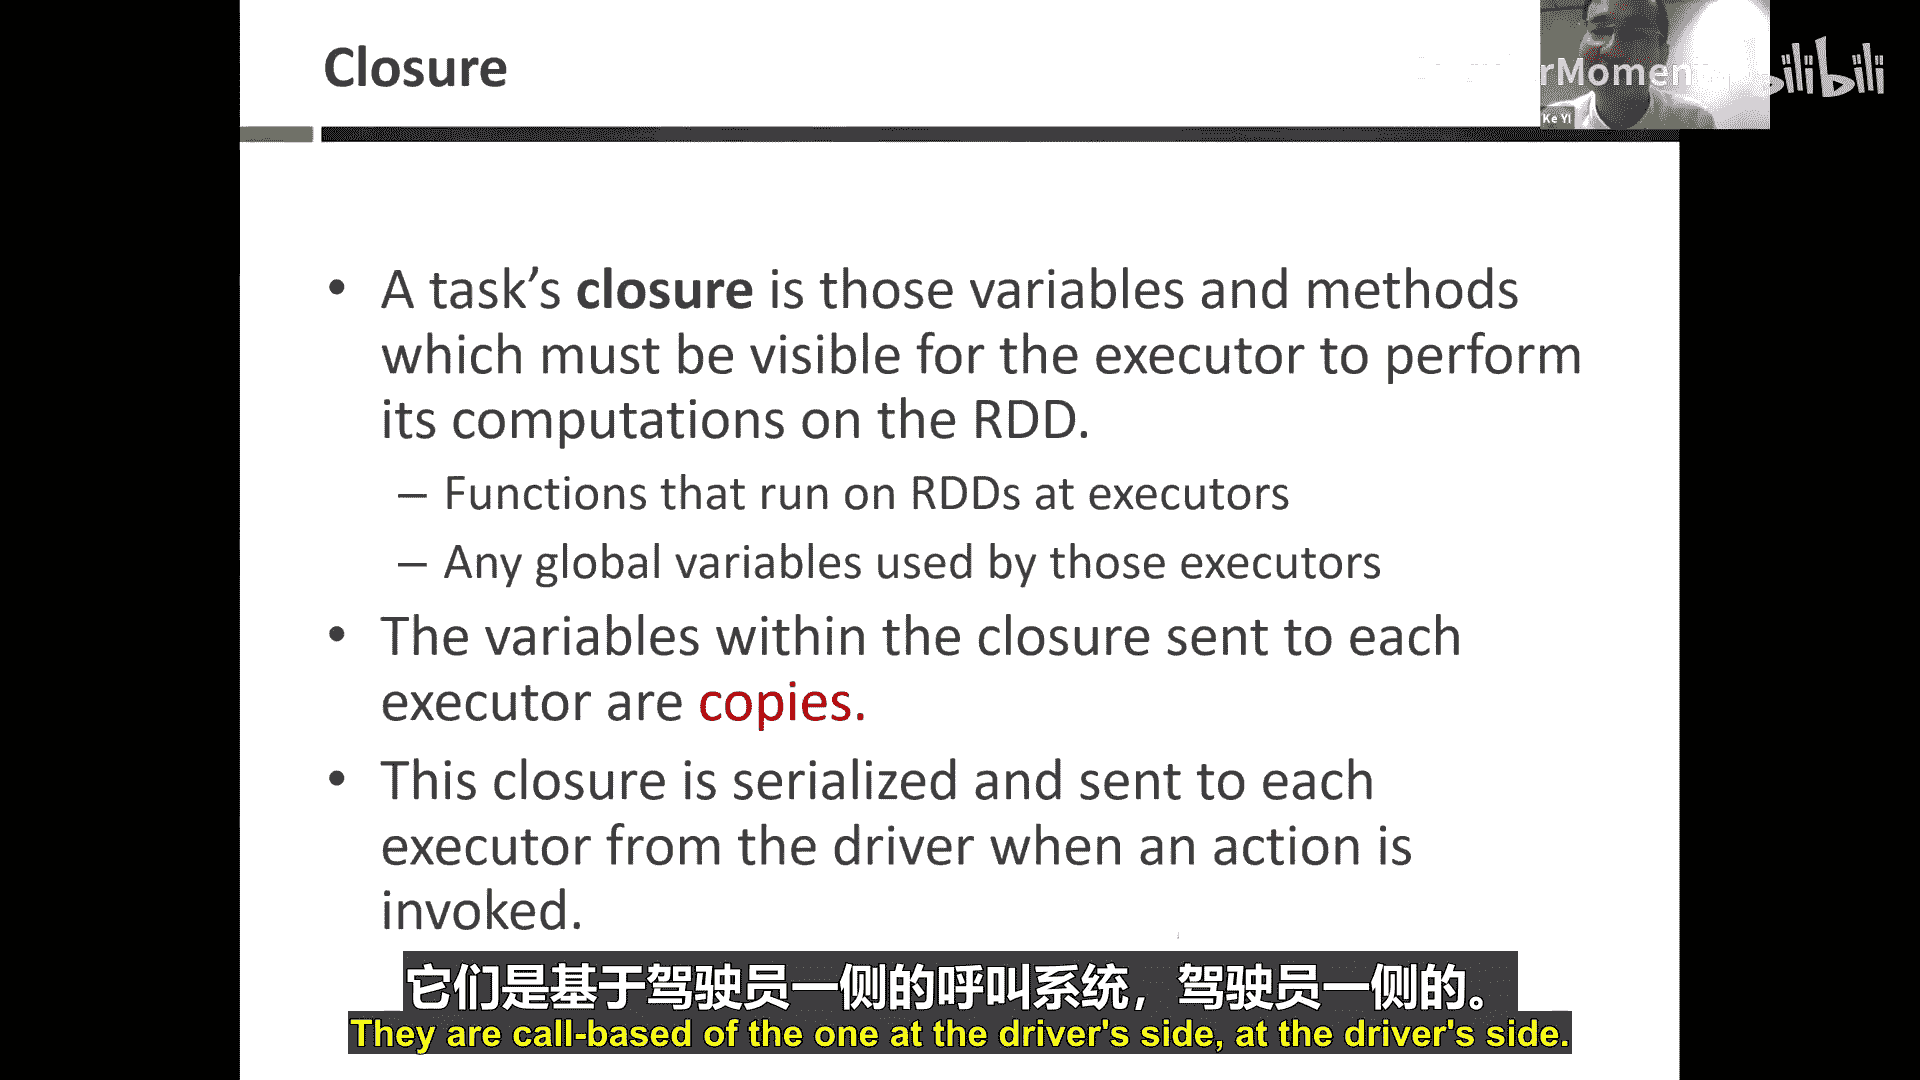 Closure
rMomen
bilibili
Ke Yi
• A task’s closure is those variables and methods
which must be visible for the executor to perform
its computations on the RDD.
– Functions that run on RDDs at executors
– Any global variables used by those executors
• The variables within the closure sent to each
executor are copies.
• This closure is serialized and sent to each
executor from the driver when an action is
invoked.
它们是基于驾驶员一侧的呼叫系统，驾驶员一侧的。
They are call-based of the one at the driver's side, at the driver's side.